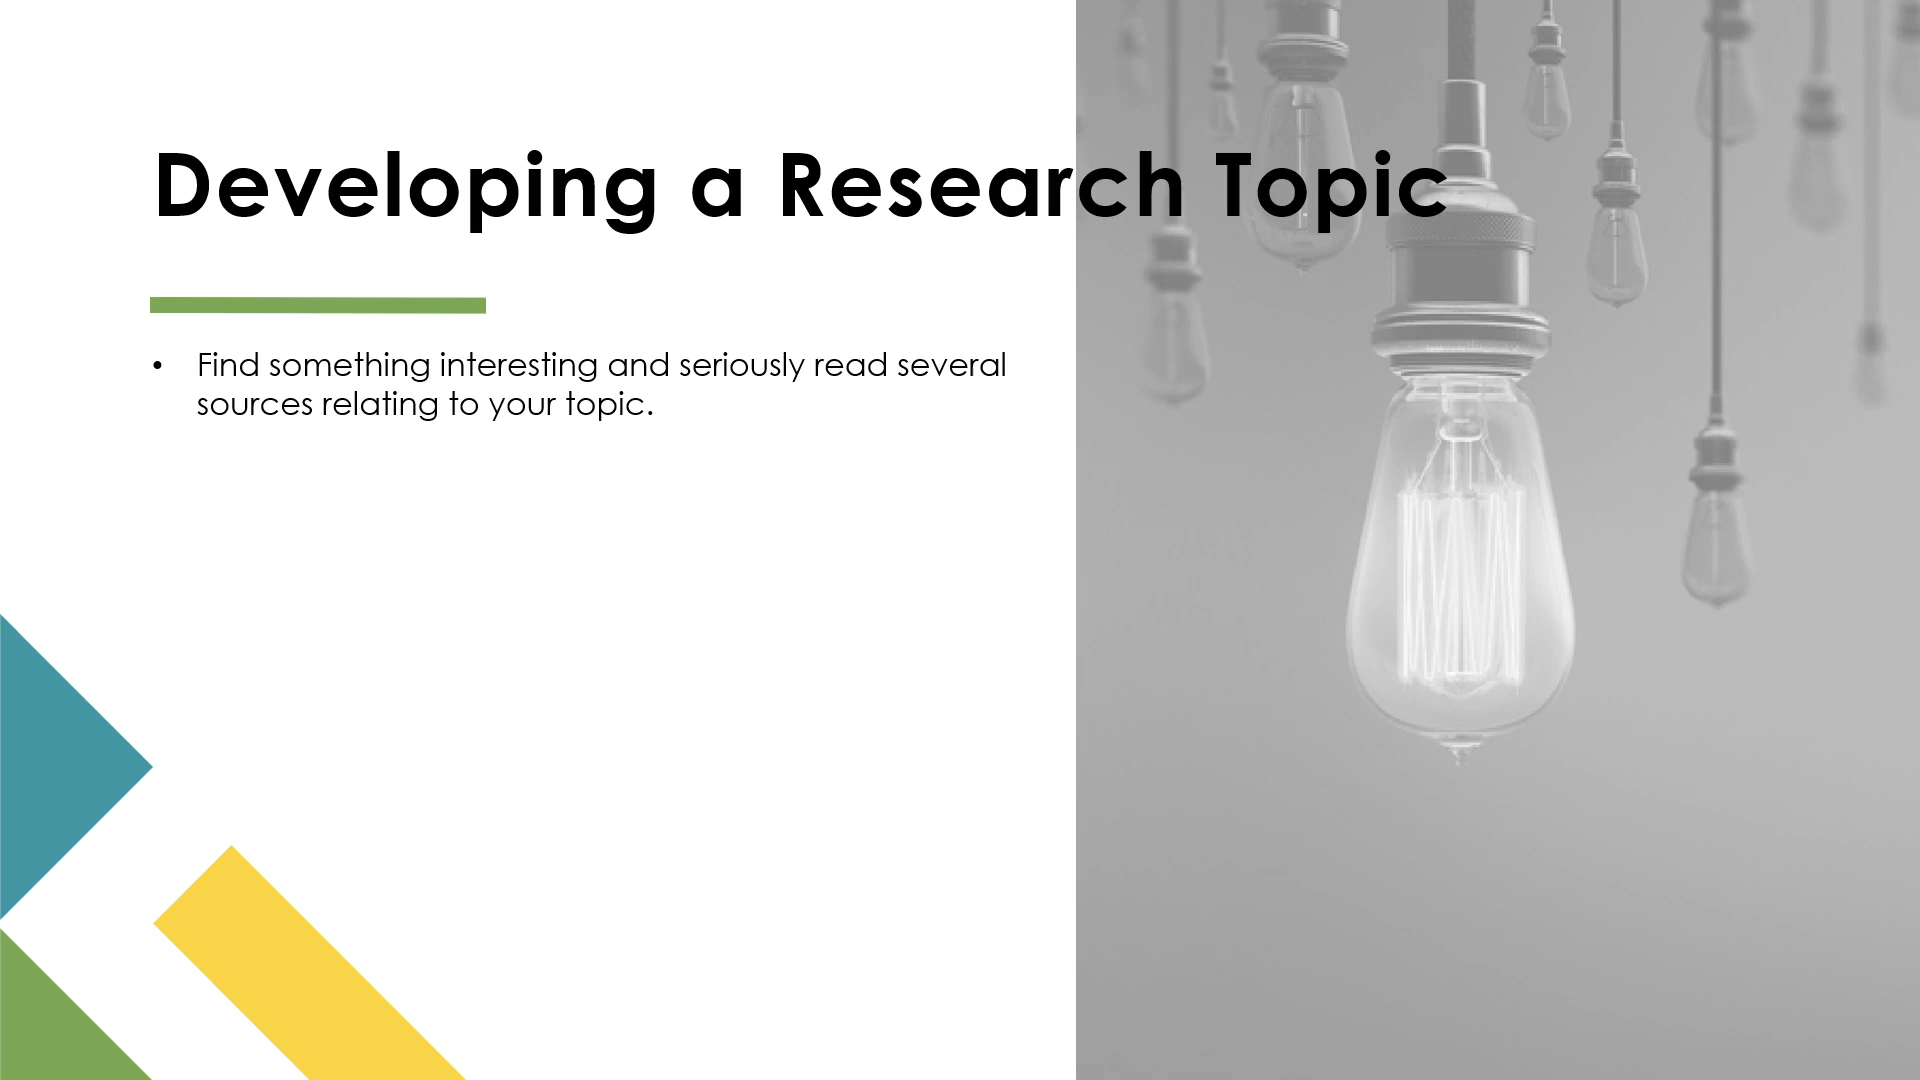 Developing a Research Topic
• Find something interesting and seriously read several
sources relating to your topic.